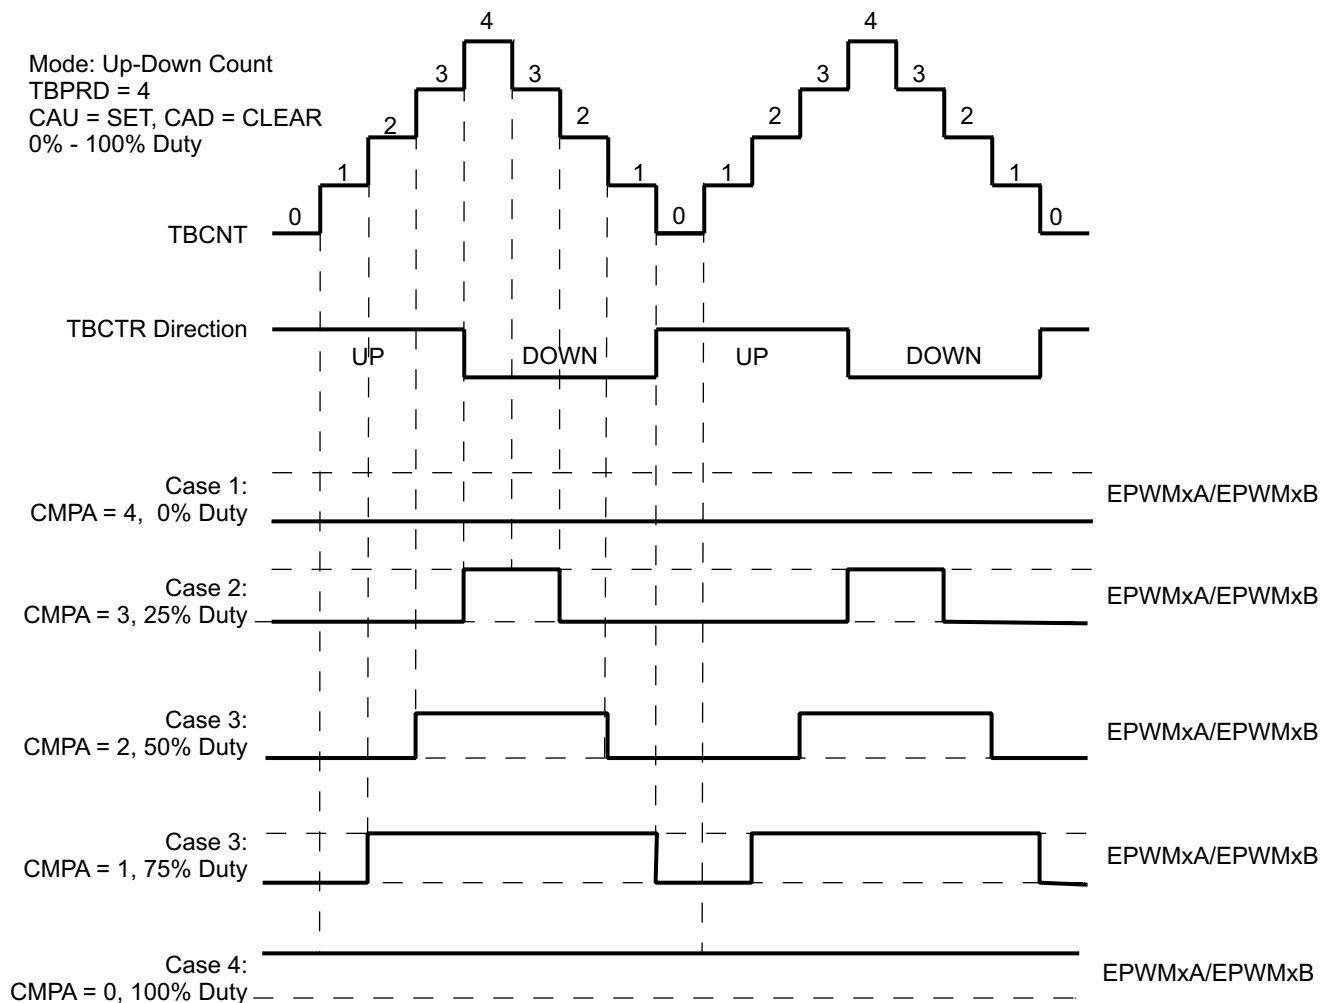 Mode: Up-Down Count
TBPRD = 4
CAU = SET, CAD = CLEAR
0% - 100% Duty
4
4
3
3
3
3
2
2
2
2
1
1
1
1
0
0
0
TBCNT
TBCTR Direction
UP
DOWN
UP
DOWN
Case 1:
CMPA = 4, 0% Duty
EPWMxA/EPWMxB
Case 2:
CMPA = 3, 25% Duty
EPWMxA/EPWMxB
Case 3:
CMPA = 2, 50% Duty
EPWMxA/EPWMxB
Case 3:
CMPA = 1, 75% Duty
EPWMxA/EPWMxB
Case 4:
CMPA = 0, 100% Duty
EPWMxA/EPWMxB